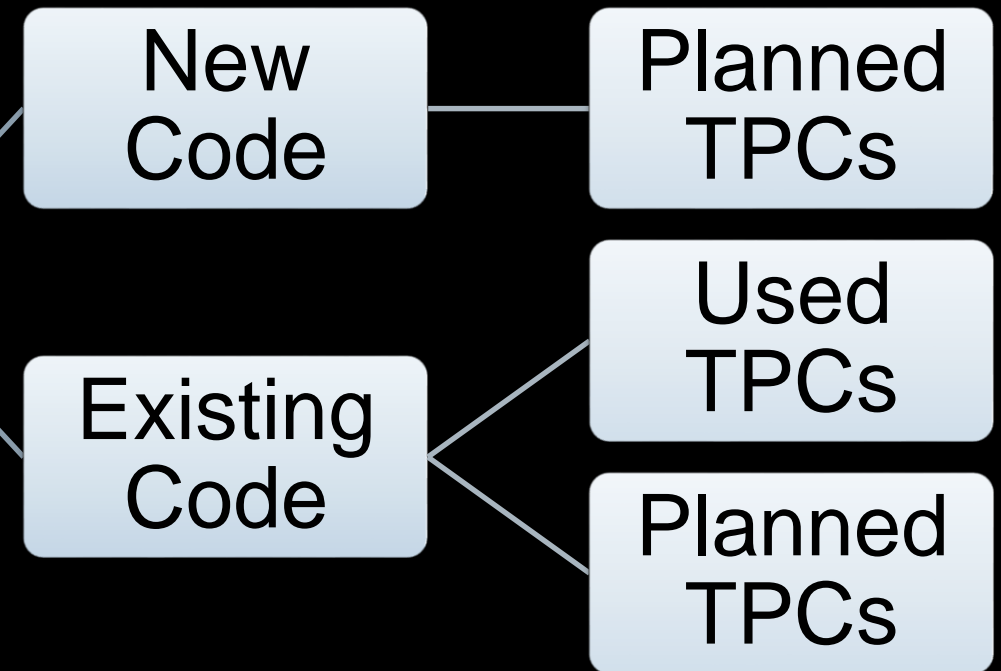 New
Code
Planned
TPCs
Used
TPCs
Existing
Code
Planned
TPCs